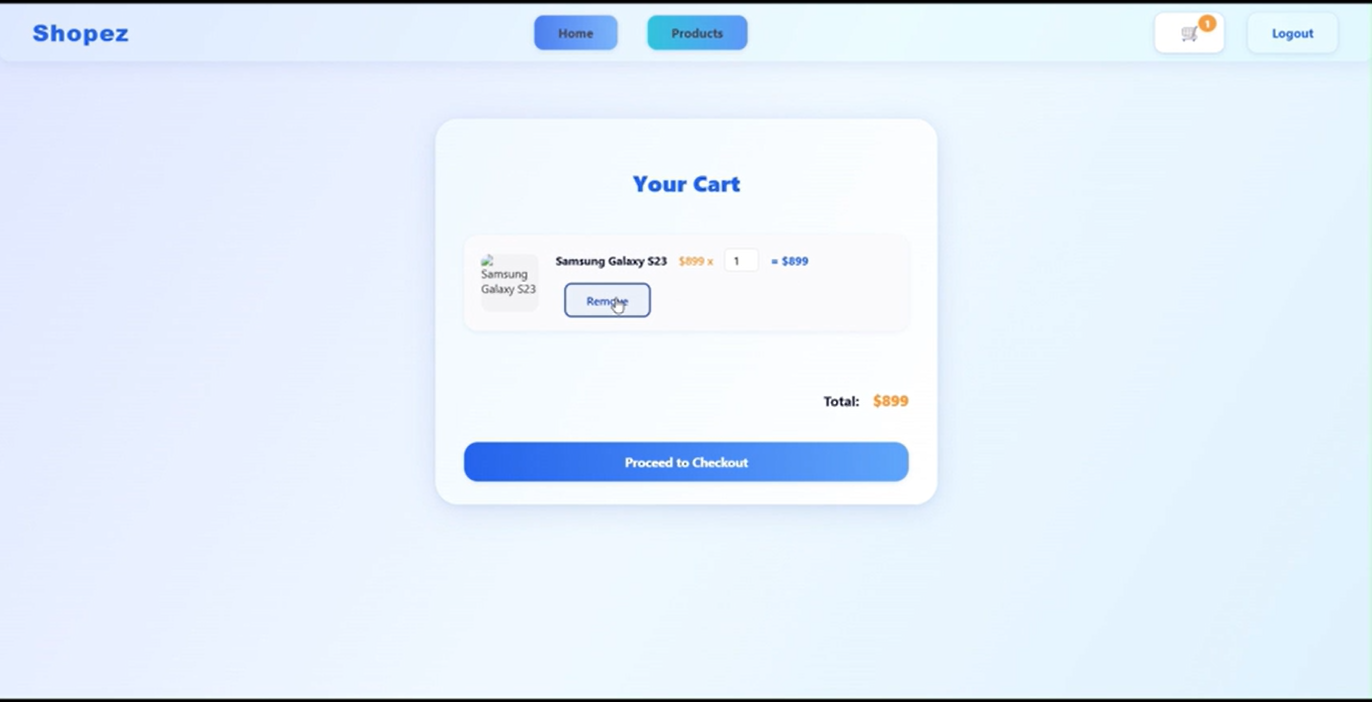 Shopez
Home
Products
1
Logout
Your Cart
Samsung Galaxy S23
Samsung Galaxy S23 $899 x 1 = $899
Remove
Total: $899
Proceed to Checkout